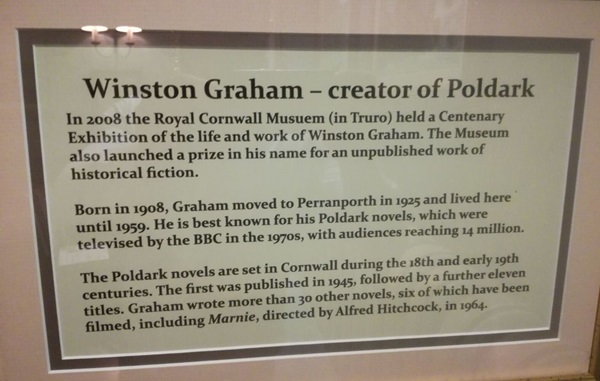 Winston Graham – creator of Poldark
In 2008 the Royal Cornwall Musuem (in Truro) held a Centenary
Exhibition of the life and work of Winston Graham. The Museum
also launched a prize in his name for an unpublished work of
historical fiction.
Born in 1908, Graham moved to Perranporth in 1925 and lived here
until 1959. He is best known for his Poldark novels, which were
televised by the BBC in the 1970s, with audiences reaching 14 million.
The Poldark novels are set in Cornwall during the 18th and early 19th
centuries. The first was published in 1945, followed by a further eleven
titles. Graham wrote more than 30 other novels, six of which have been
filmed, including Marnie, directed by Alfred Hitchcock, in 1964.